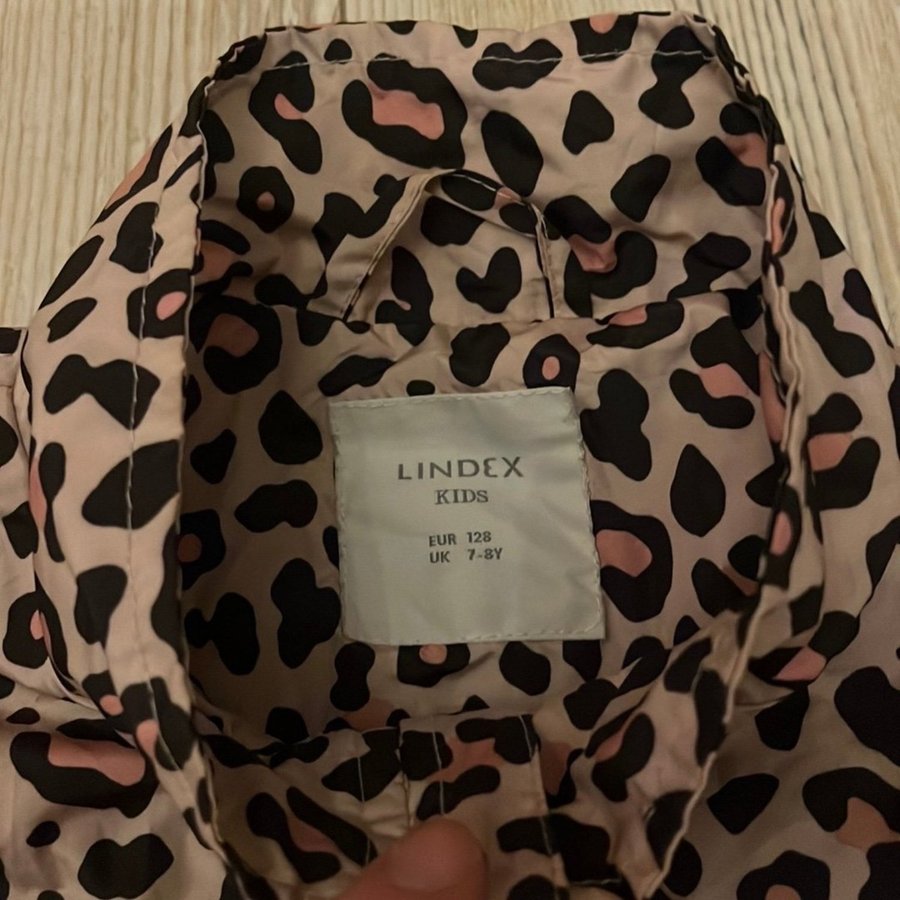 LINDEX
KIDS
EUR 128
UK 7-8Y